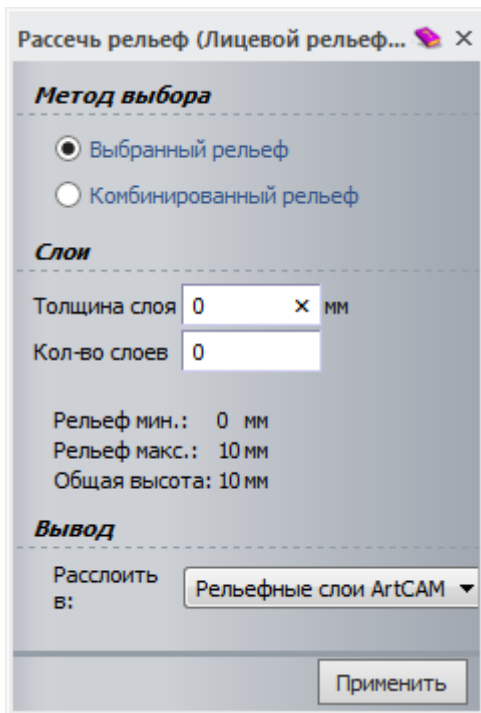 Рассечь рельеф (Лицевой рельеф...
Метод выбора
Выбранный рельеф
Комбинированный рельеф
Слои
Толщина слоя 0 мм
Кол-во слоев 0
Рельеф мин.: 0 мм
Рельеф макс.: 10 мм
Общая высота: 10 мм
Вывод
Расслоить
в: Рельефные слои ArtCAM
Применить